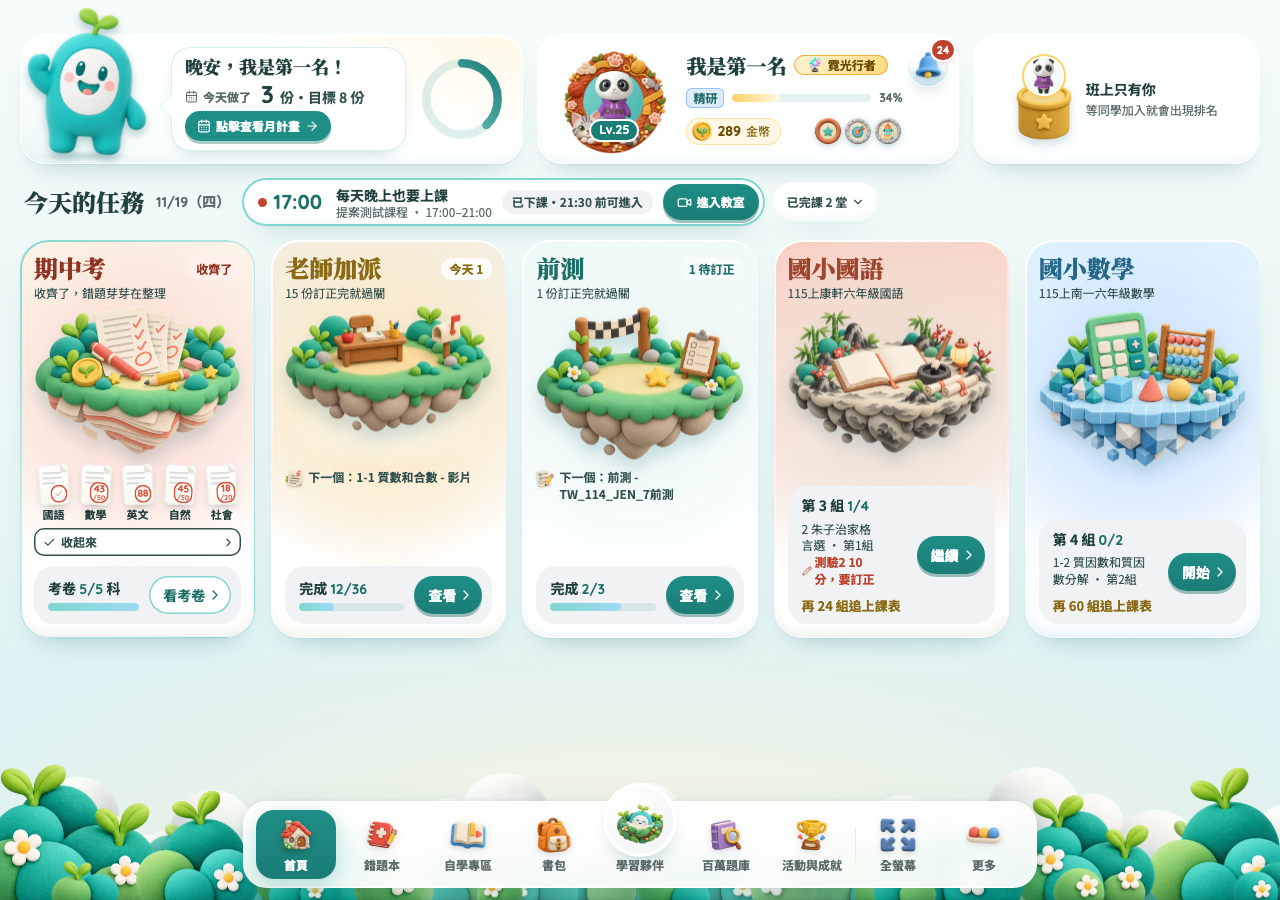 晚安，我是第一名！
今天做了 3 份・目標 8 份
點擊查看月計畫
我是第一名
霓光行者
24
精研
34%
Lv.25
289 金幣
班上只有你
等同學加入就會出現排名
今天的任務
11/19（四）
17:00
每天晚上也要上課
提案測試課程 ・ 17:00–21:00
已下課・21:30 前可進入
進入教室
已完課 2 堂
期中考
收齊了
收齊了，錯題芽芽在整理
43
/50
88
45
/50
18
/20
國語
數學
英文
自然
社會
收起來
考卷 5/5 科
看考卷
老師加派
今天 1
15 份訂正完就過關
下一個：1-1 質數和合數 - 影片
完成 12/36
查看
前測
1 待訂正
1 份訂正完就過關
下一個：前測 -
TW_114_JEN_7前測
完成 2/3
查看
國小國語
115上康軒六年級國語
第 3 組 1/4
2 朱子治家格
言選 ・ 第1組
測驗2 10
分，要訂正
繼續
再 24 組追上課表
國小數學
115上南一六年級數學
第 4 組 0/2
1-2 質因數和質因
數分解 ・ 第2組
開始
再 60 組追上課表
首頁
錯題本
自學專區
書包
學習夥伴
百萬題庫
活動與成就
全螢幕
更多